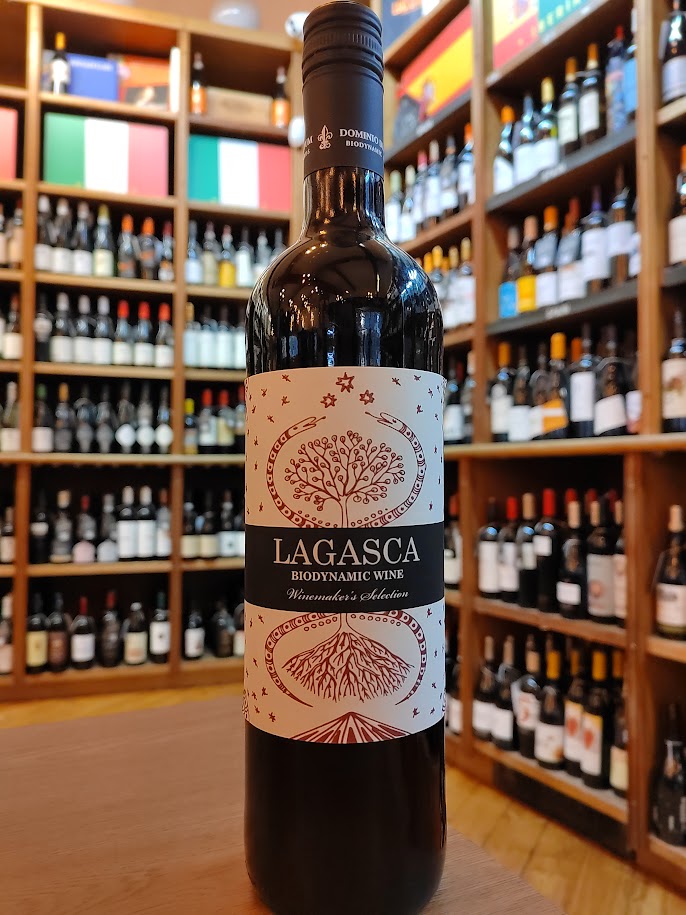 DOMINIO
BIODYNAMIC
LAGASCA
BIODYNAMIC WINE
Winemaker's Selection